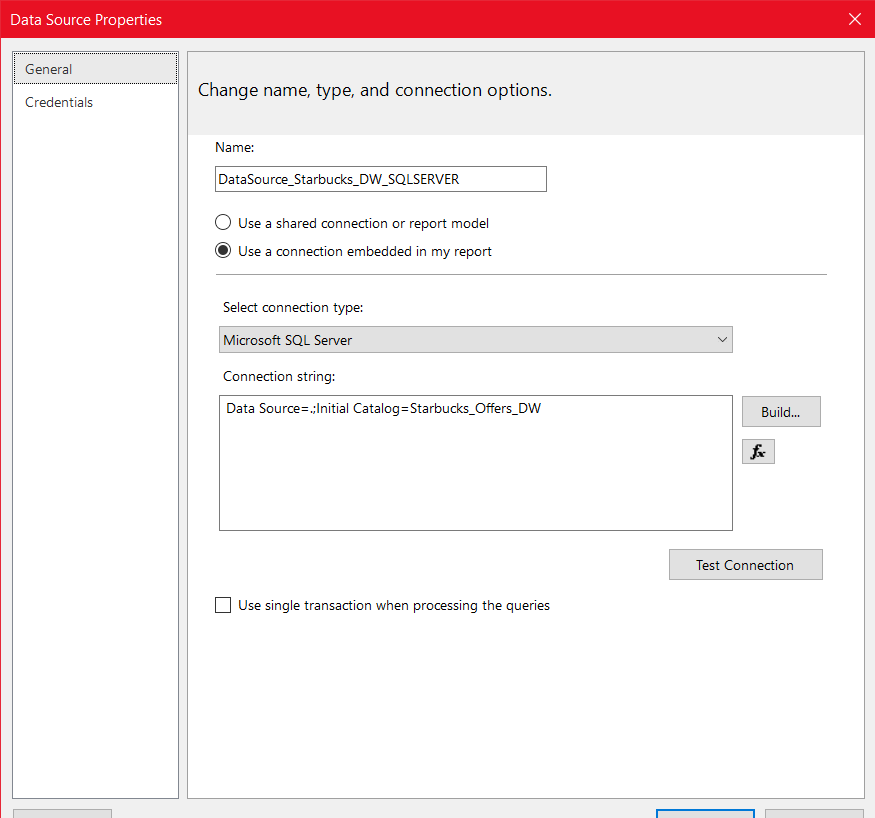 Data Source Properties
General
Credentials
Change name, type, and connection options.
Name:
DataSource_Starbucks_DW_SQLSERVER
Use a shared connection or report model
Use a connection embedded in my report
Select connection type:
Microsoft SQL Server
Connection string:
Data Source=.;Initial Catalog=Starbucks_Offers_DW
Build...
fx
Test Connection
Use single transaction when processing the queries